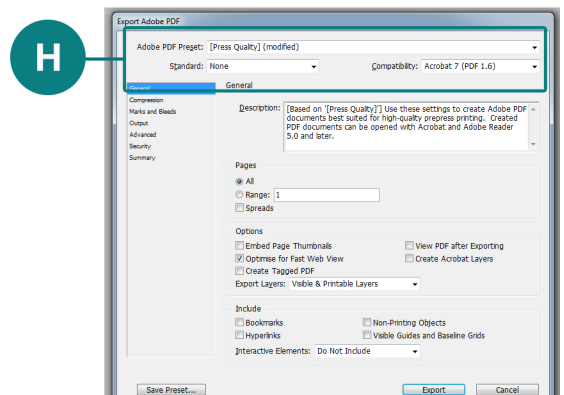 Export Adobe PDF
H
Adobe PDF Preset: [Press Quality] (modified)
Standard: None Compatibility: Acrobat 7 (PDF 1.6)
General
General
Compression
Marks and Bleeds
Output
Advanced
Security
Summary
Description: [Based on '[Press Quality]'] Use these settings to create Adobe PDF
documents best suited for high-quality prepress printing. Created
PDF documents can be opened with Acrobat and Adobe Reader
5.0 and later.
Pages
All
Range: 1
Spreads
Options
Embed Page Thumbnails View PDF after Exporting
Optimise for Fast Web View Create Acrobat Layers
Create Tagged PDF
Export Layers: Visible & Printable Layers
Include
Bookmarks Non-Printing Objects
Hyperlinks Visible Guides and Baseline Grids
Interactive Elements: Do Not Include
Save Preset... Export Cancel